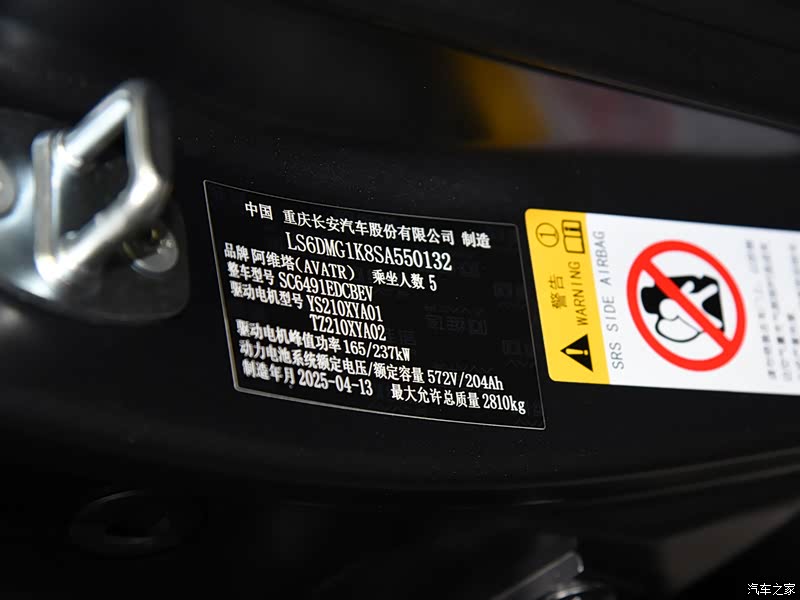 中国 重庆长安汽车股份有限公司 制造
LS6DMG1K8SA550132
品牌 阿维塔(AVATR) 乘坐人数 5
整车型号 SC6491EDCBEV
驱动电机型号 YS210XYA01
TZ210XYA02
驱动电机峰值功率 165/237kW
动力电池系统额定电压/额定容量 572V/204Ah
制造年月 2025-04-13 最大允许总质量 2810kg
警告
WARNING
SRS SIDE AIRBAG
汽车之家